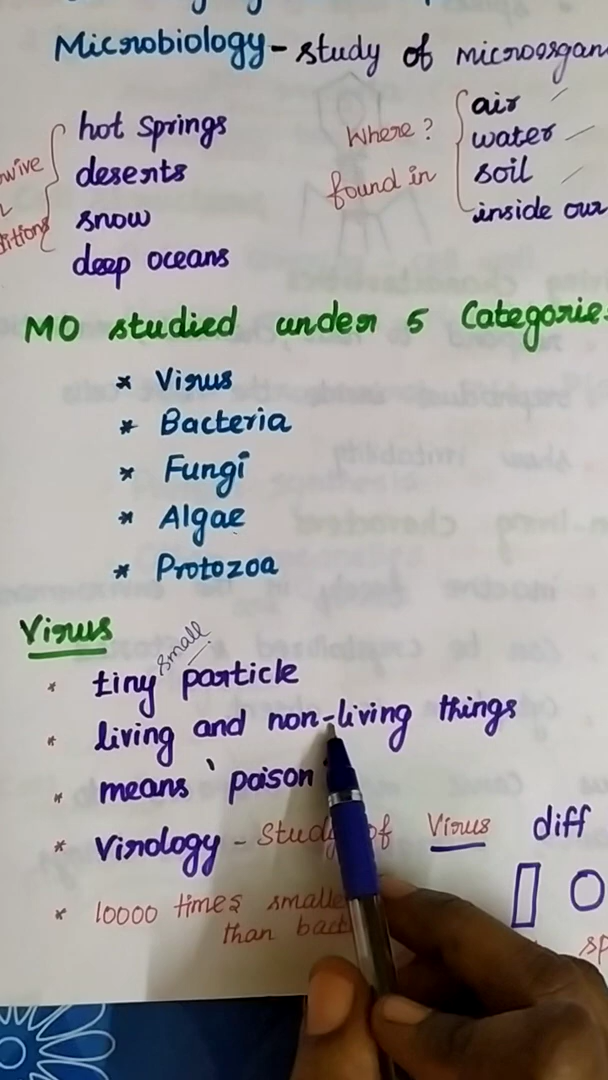 Microbiology - study of microorgan
hot springs
deserts
snow
deep oceans
where?
found in
air
water
soil
inside our
MO studied under 5 Categories
* Virus
* Bacteria
* Fungi
* Algae
* Protozoa
Virus
small
* tiny particle
* living and non-living things
* means 'poison'
* Virology - Study of Virus
* 10000 times smalle
than bact
diff